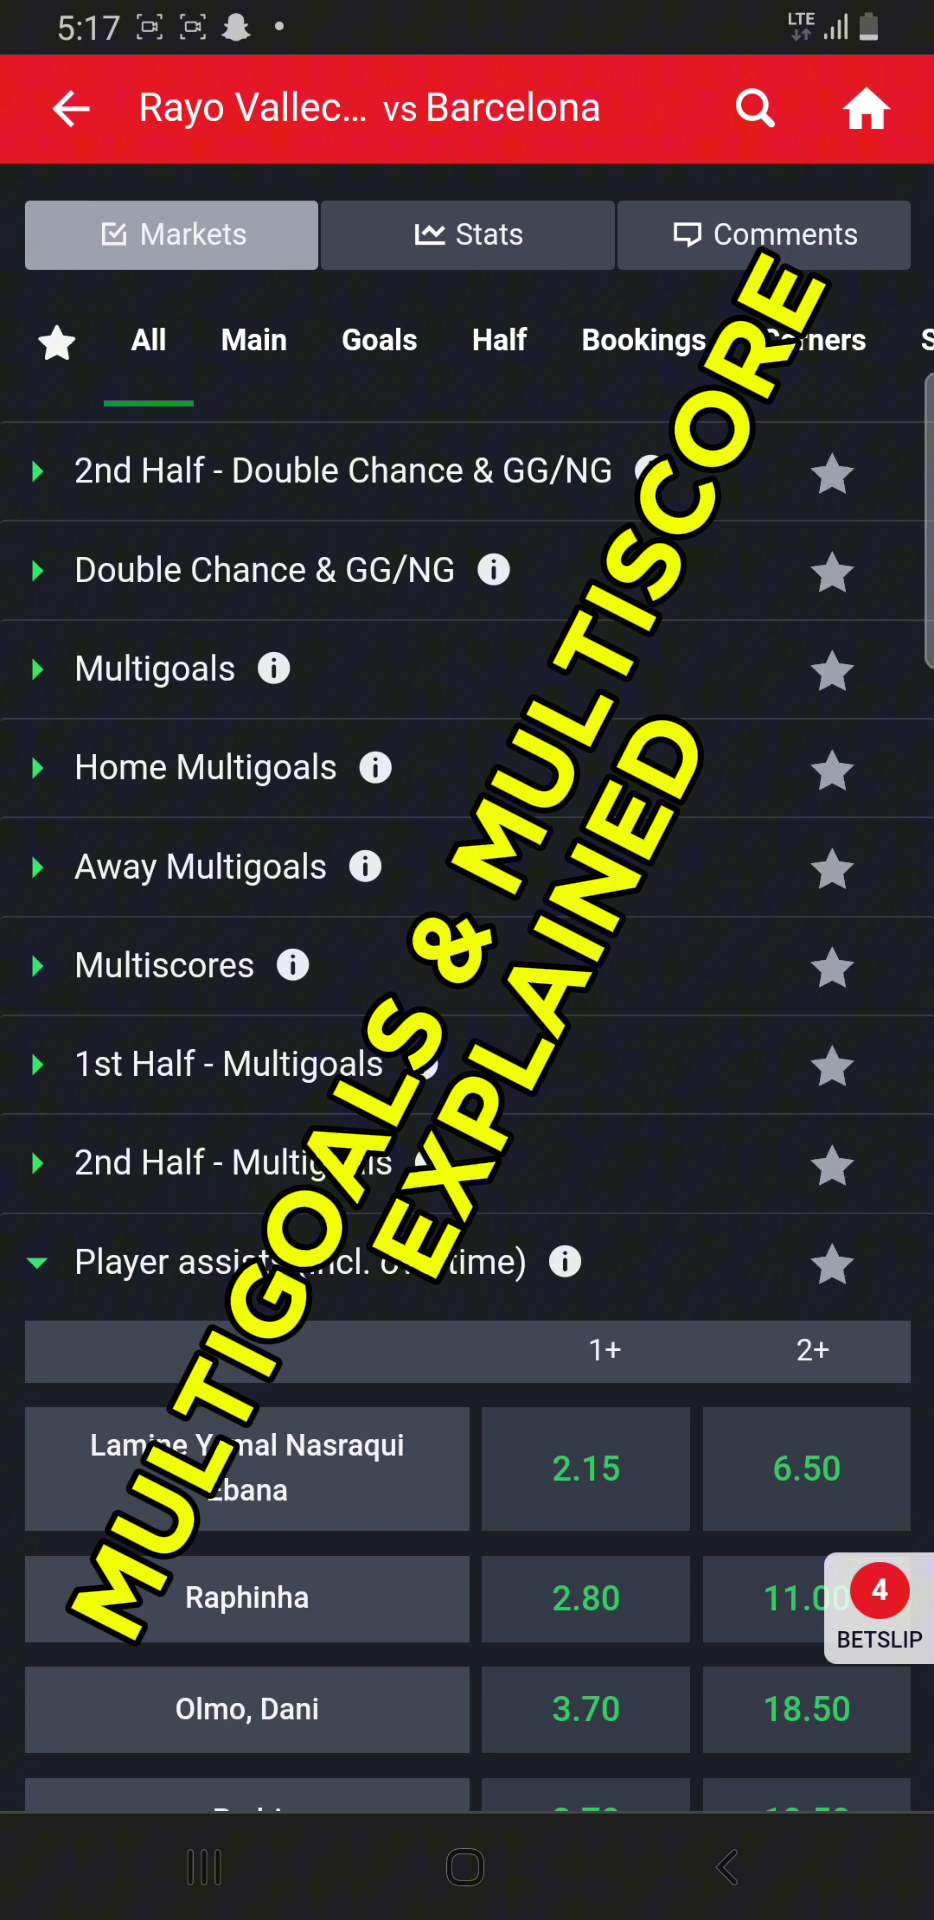 5:17
LTE
Rayo Vallec... vs Barcelona
Markets
Stats
Comments
All Main Goals Half Bookings S
2nd Half - Double Chance & GG/NG
Double Chance & GG/NG
Multigoals
Home Multigoals
Away Multigoals
Multiscores
1st Half - Multigoals
2nd Half -
Player time)
1+ 2+
Nasraqui
2.15 6.50
Raphinha 2.80 11.00
4
BETSLIP
Olmo, Dani 3.70 18.50
MULTIGOALS & MULTISCORE
EXPLAINED